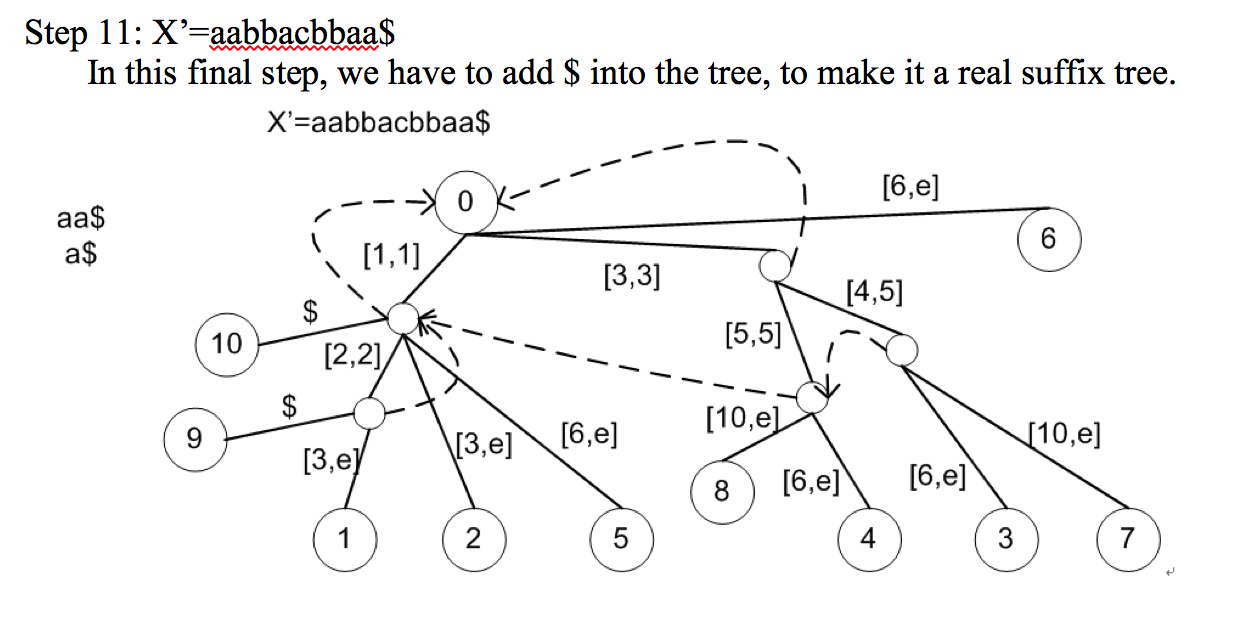 Step 11: X’=aabbacbbaa$
In this final step, we have to add $ into the tree, to make it a real suffix tree.
X’=aabbacbbaa$
0
[6,e]
6
aa$
a$
[1,1]
[3,3]
$
[4,5]
10
[2,2]
[5,5]
$
9
[3,e]
[3,e]
[6,e]
[10,e]
[6,e]
[6,e]
[10,e]
8
1
2
5
4
3
7